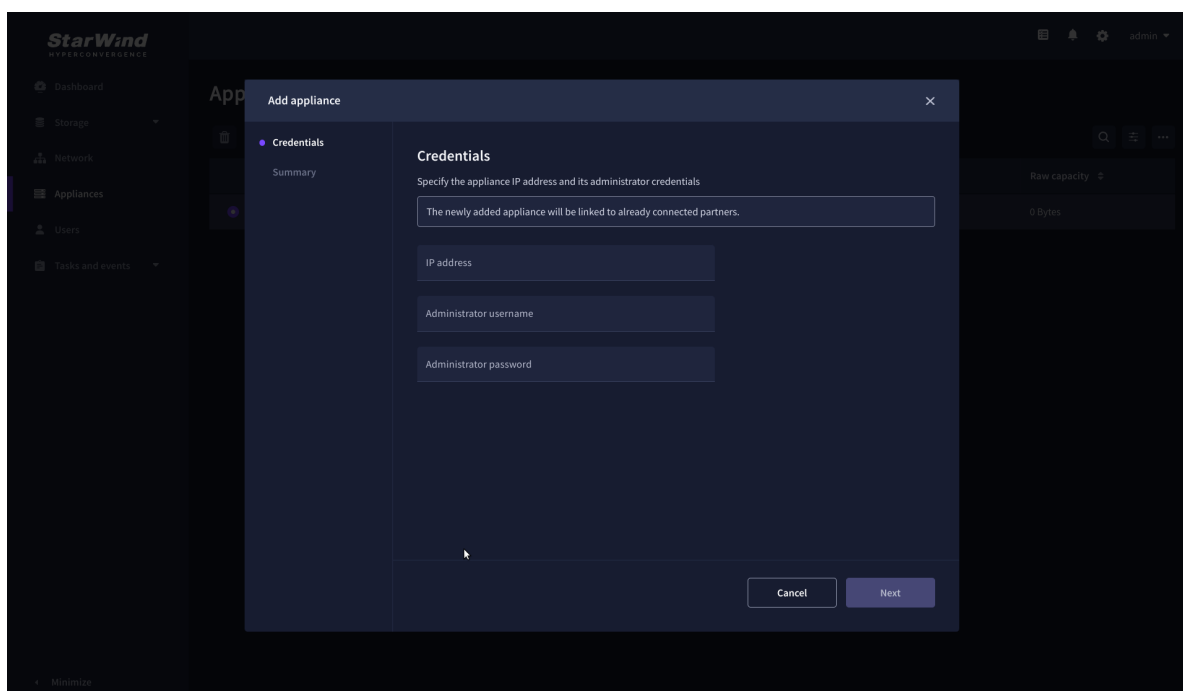 StarWind
HYPERCONVERGENCE
admin
Dashboard
Storage
Network
Appliances
Users
Tasks and events
Minimize
App
Raw capacity
0 Bytes
Add appliance
Credentials
Summary
Credentials
Specify the appliance IP address and its administrator credentials
The newly added appliance will be linked to already connected partners.
IP address
Administrator username
Administrator password
Cancel
Next